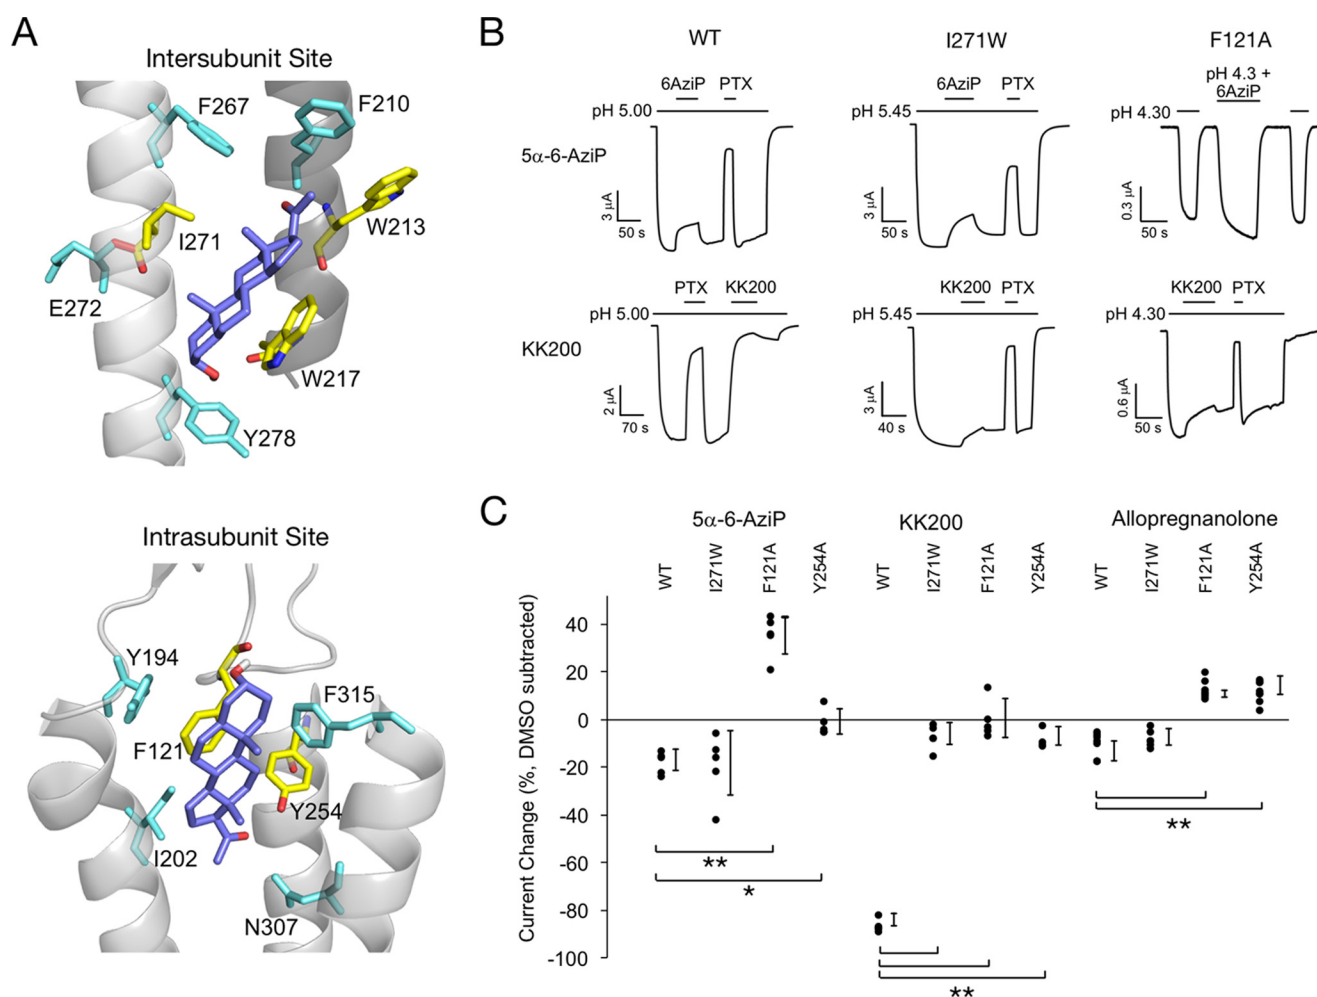 A
Intersubunit Site
F267
F210
I271
W213
E272
W217
Y278
Intrasubunit Site
Y194
F315
F121
Y254
I202
N307
B
WT
I271W
F121A
5α-6-AziP
6AziP
PTX
pH 5.00
3 μA
50 s
6AziP
PTX
pH 5.45
3 μA
50 s
pH 4.3 +
6AziP
pH 4.30
0.3 μA
50 s
KK200
PTX
KK200
pH 5.00
2 μA
70 s
KK200
PTX
pH 5.45
3 μA
40 s
KK200
PTX
pH 4.30
0.6 μA
50 s
C
5α-6-AziP
KK200
Allopregnanolone
WT
I271W
F121A
Y254A
WT
I271W
F121A
Y254A
WT
I271W
F121A
Y254A
Current Change (%, DMSO subtracted)
40
20
0
-20
-40
-60
-80
-100
**
*
**
**